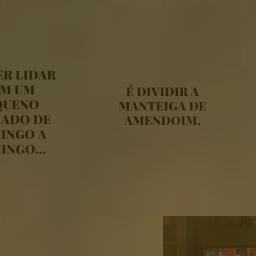 ER LIDAR
M UM
QUENO
ADO DE
INGO A
INGO...
É DIVIDIR A
MANTEIGA DE
AMENDOIM.